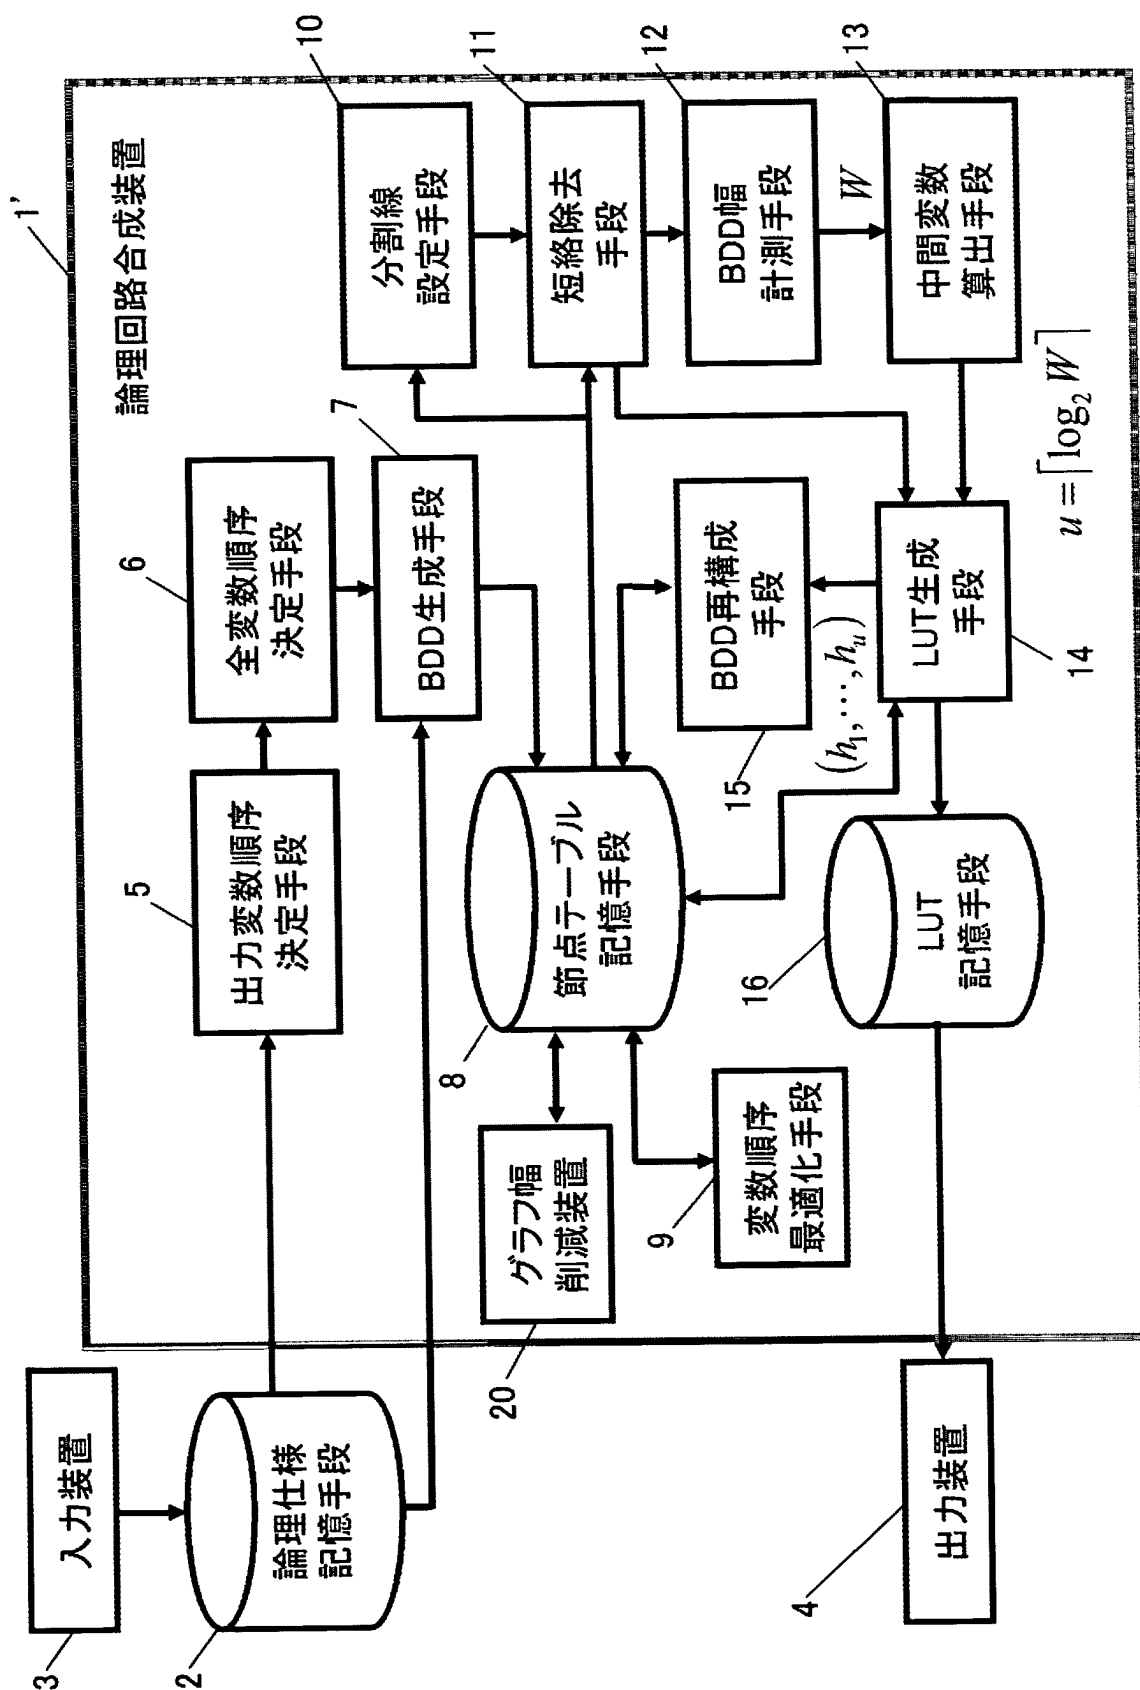 1'
論理回路合成装置
3
入力装置
2
論理仕様
記憶手段
5
出力変数順序
決定手段
6
全変数順序
決定手段
7
BDD生成手段
10
分割線
設定手段
11
短絡除去
手段
12
BDD幅
計測手段
W
13
中間変数
算出手段
u = ⌈log₂ W⌉
8
節点テーブル
記憶手段
20
グラフ幅
削減装置
9
変数順序
最適化手段
15
BDD再構成
手段
(h₁, ⋯, h_u)
14
LUT生成
手段
16
LUT
記憶手段
4
出力装置